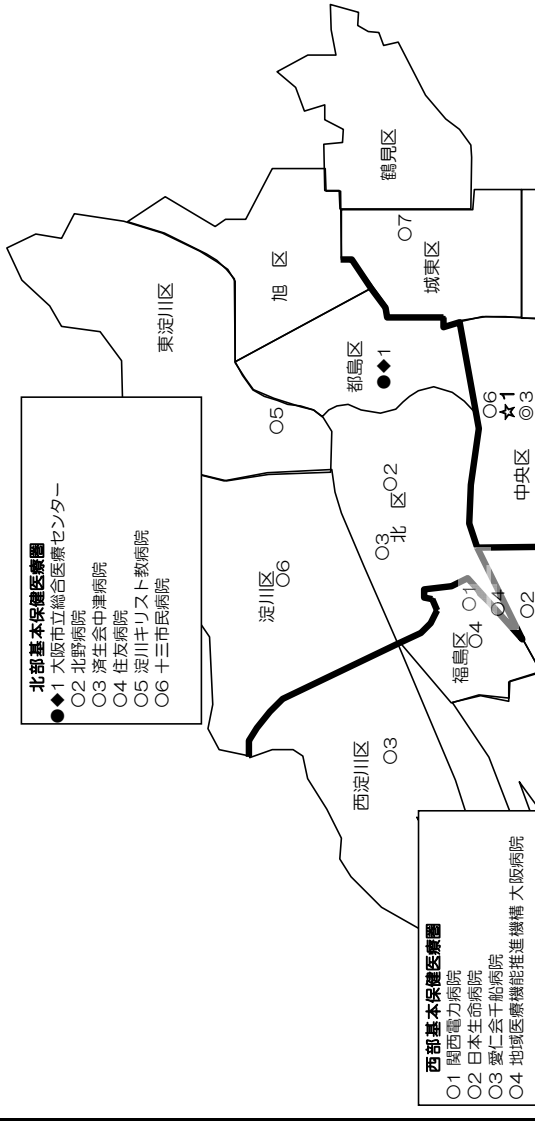 北部基本保健医療圏
●◆1 大阪市立総合医療センター
○2 北野病院
○3 済生会中津病院
○4 住友病院
○5 淀川キリスト教病院
○6 十三市民病院
東淀川区
旭 区
鶴見区
○7
城東区
都島区
●◆1
○5
淀川区
○6
○3
北 区
○2
○6
☆1
◎3
中央区
○1
○4
○2
福島区
○4
西淀川区
○3
西部基本保健医療圏
○1 関西電力病院
○2 日本生命病院
○3 愛仁会千船病院
○4 地域医療機能推進機構 大阪病院